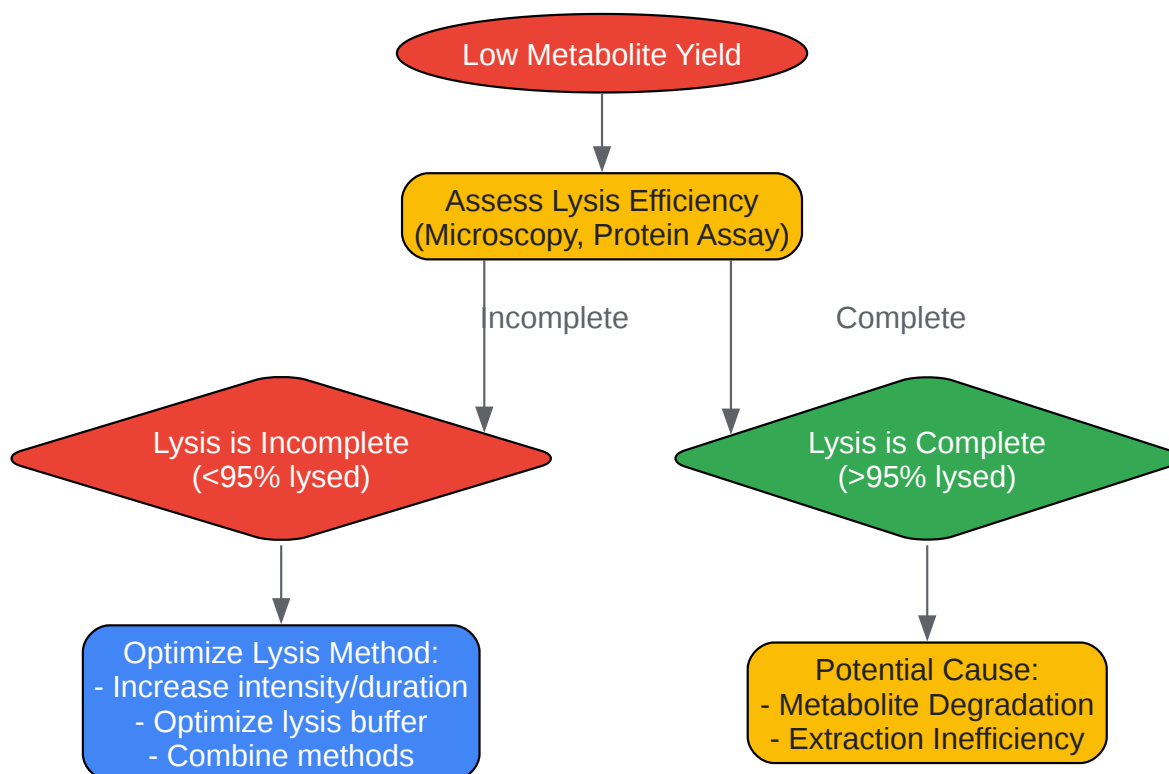 Low Metabolite Yield
Assess Lysis Efficiency
(Microscopy, Protein Assay)
Incomplete
Complete
Lysis is Incomplete
(<95% lysed)
Lysis is Complete
(>95% lysed)
Optimize Lysis Method:
- Increase intensity/duration
- Optimize lysis buffer
- Combine methods
Potential Cause:
- Metabolite Degradation
- Extraction Inefficiency